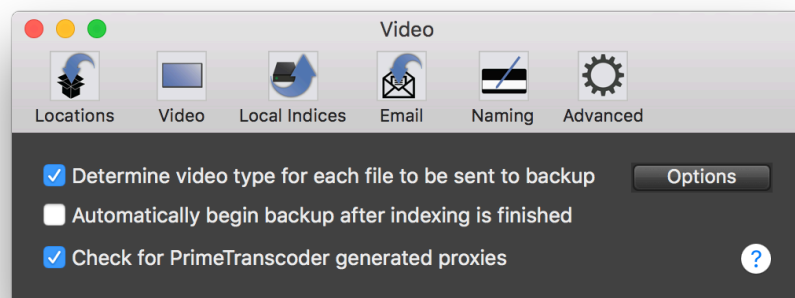 Video
Locations Video Local Indices Email Naming Advanced
Determine video type for each file to be sent to backup Options
Automatically begin backup after indexing is finished
Check for PrimeTranscoder generated proxies ?